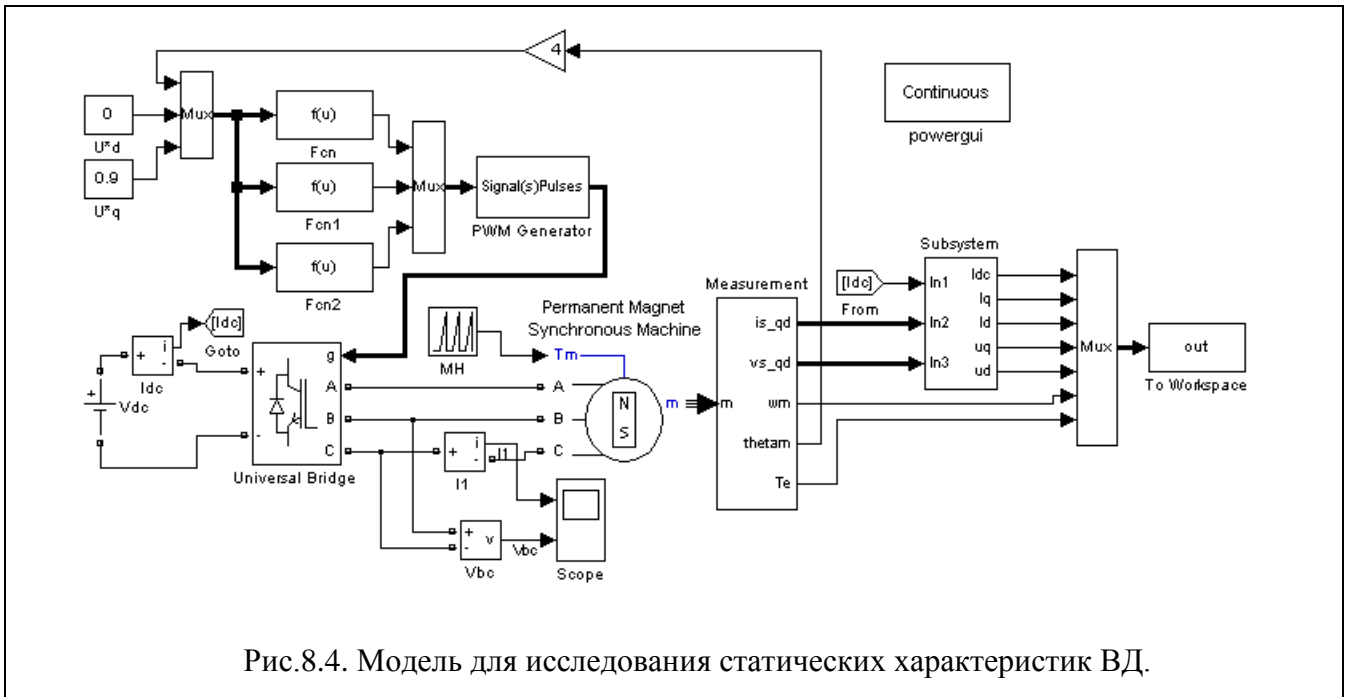 4
Continuous
powergui
0
U*d
0.9
U*q
Mux
f(u)
Fcn
f(u)
Fcn1
f(u)
Fcn2
Mux
Signal(s)Pulses
PWM Generator
[Idc]
Goto
+
i
-
Idc
+
Vdc
g
+
A
B
-
C
Universal Bridge
MH
Permanent Magnet
Synchronous Machine
Tm
A
B
C
N
S
m
+
i
-
I1
I1
+
-
v
Vbc
Vbc
Scope
Measurement
m
is_qd
vs_qd
wm
thetam
Te
[Idc]
From
Subsystem
In1
In2
In3
Idc
Iq
Id
uq
ud
Mux
out
To Workspace
Рис.8.4. Модель для исследования статических характеристик ВД.